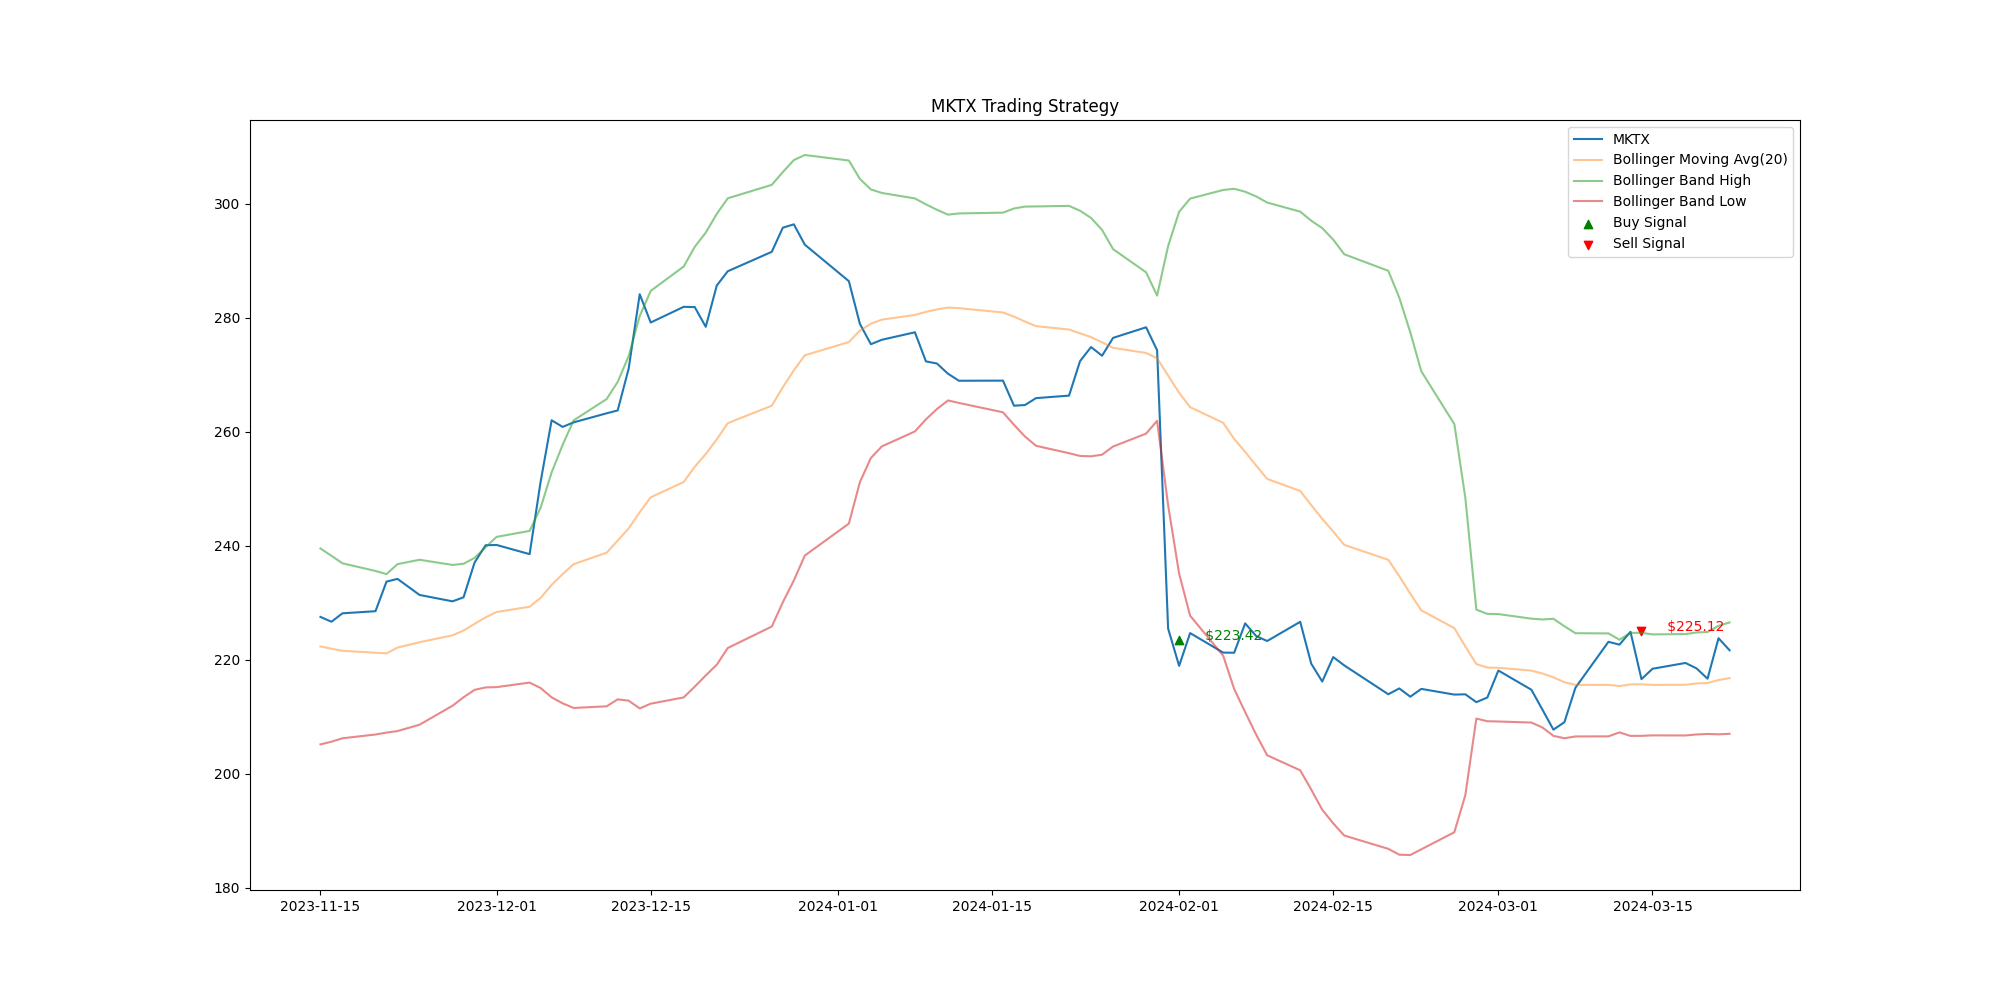 MKTX Trading Strategy
MKTX
Bollinger Moving Avg(20)
Bollinger Band High
Bollinger Band Low
Buy Signal
Sell Signal
300
280
260
240
220
200
180
$223.42
$225.12
2023-11-15
2023-12-01
2023-12-15
2024-01-01
2024-01-15
2024-02-01
2024-02-15
2024-03-01
2024-03-15